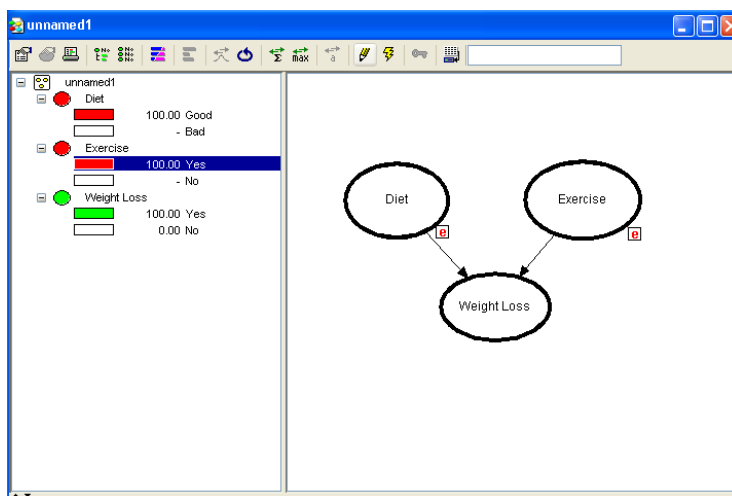 unnamed1
Σ max a
unnamed1
Diet
100.00 Good
- Bad
Exercise
100.00 Yes
- No
Weight Loss
100.00 Yes
0.00 No
Diet
e
Exercise
e
Weight Loss